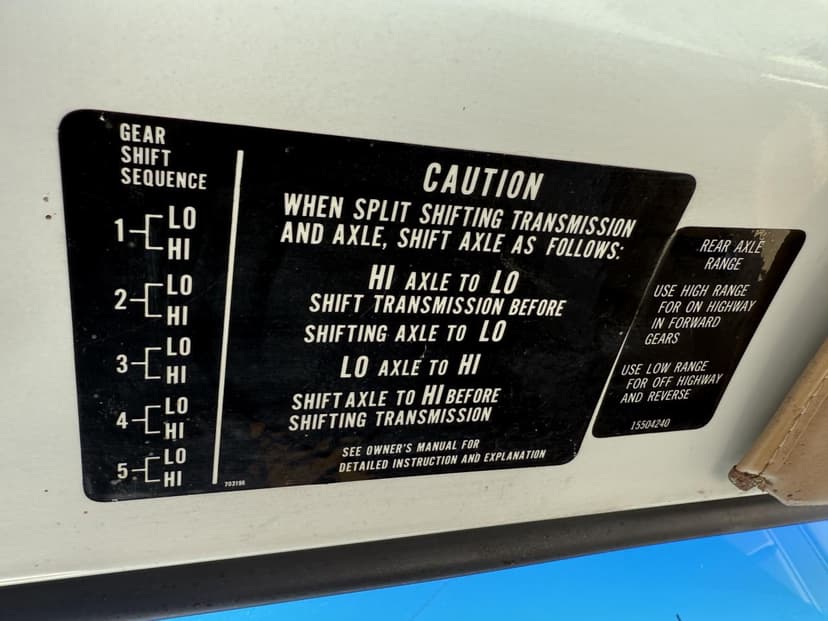 GEAR
SHIFT
SEQUENCE
1 LO
HI
2 LO
HI
3 LO
HI
4 LO
HI
5 LO
HI
CAUTION
WHEN SPLIT SHIFTING TRANSMISSION
AND AXLE, SHIFT AXLE AS FOLLOWS:
HI AXLE TO LO
SHIFT TRANSMISSION BEFORE
SHIFTING AXLE TO LO
LO AXLE TO HI
SHIFT AXLE TO HI BEFORE
SHIFTING TRANSMISSION
SEE OWNER'S MANUAL FOR
DETAILED INSTRUCTION AND EXPLANATION
703196
REAR AXLE
RANGE
USE HIGH RANGE
FOR ON HIGHWAY
IN FORWARD
GEARS
USE LOW RANGE
FOR OFF HIGHWAY
AND REVERSE
15504240